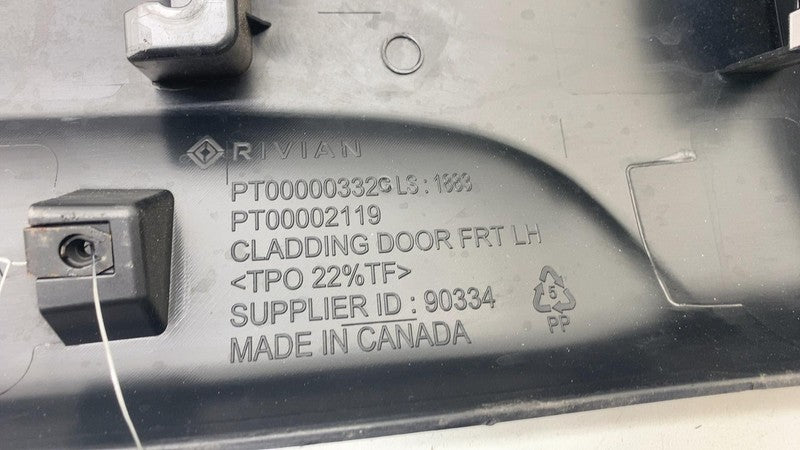 RIVIAN
PT00000332C LS: 1883
PT00002119
CLADDING DOOR FRT LH
<TPO 22%TF>
SUPPLIER ID : 90334
MADE IN CANADA
5
PP